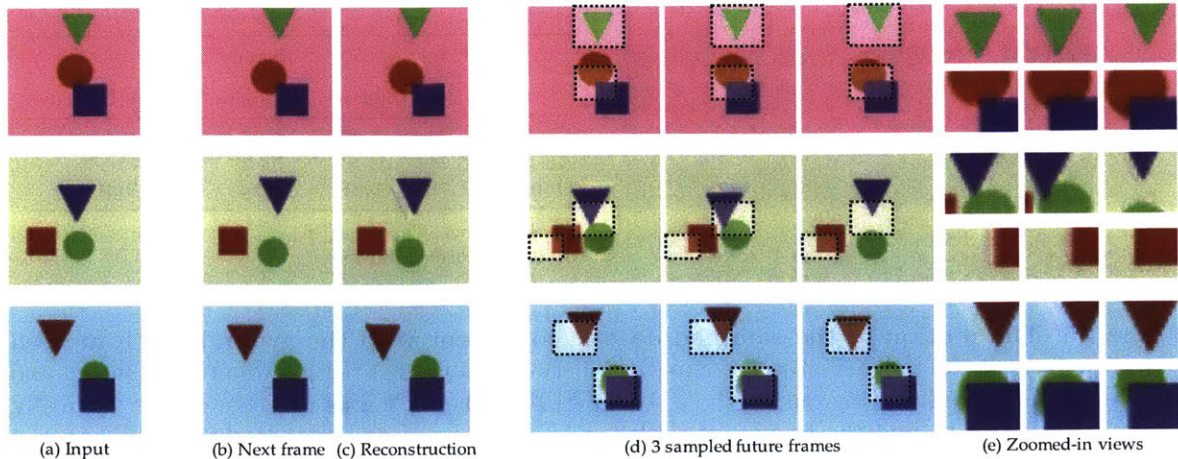 (a) Input
(b) Next frame
(c) Reconstruction
(d) 3 sampled future frames
(e) Zoomed-in views